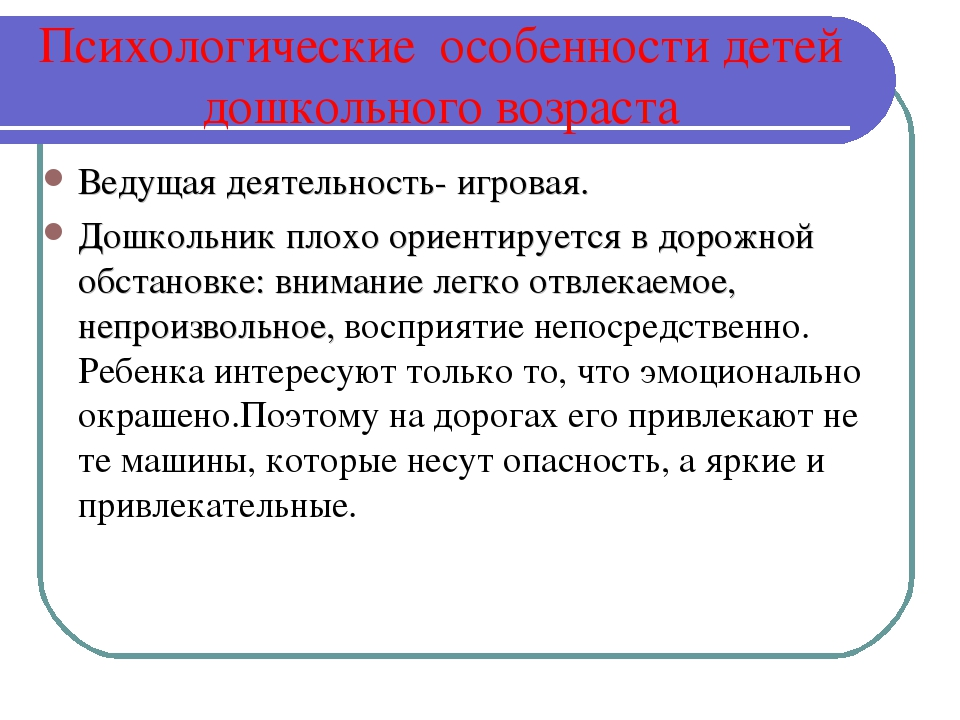 Психологические особенности детей
дошкольного возраста
Ведущая деятельность- игровая.
Дошкольник плохо ориентируется в дорожной
обстановке: внимание легко отвлекаемое,
непроизвольное, восприятие непосредственно.
Ребенка интересуют только то, что эмоционально
окрашено.Поэтому на дорогах его привлекают не
те машины, которые несут опасность, а яркие и
привлекательные.